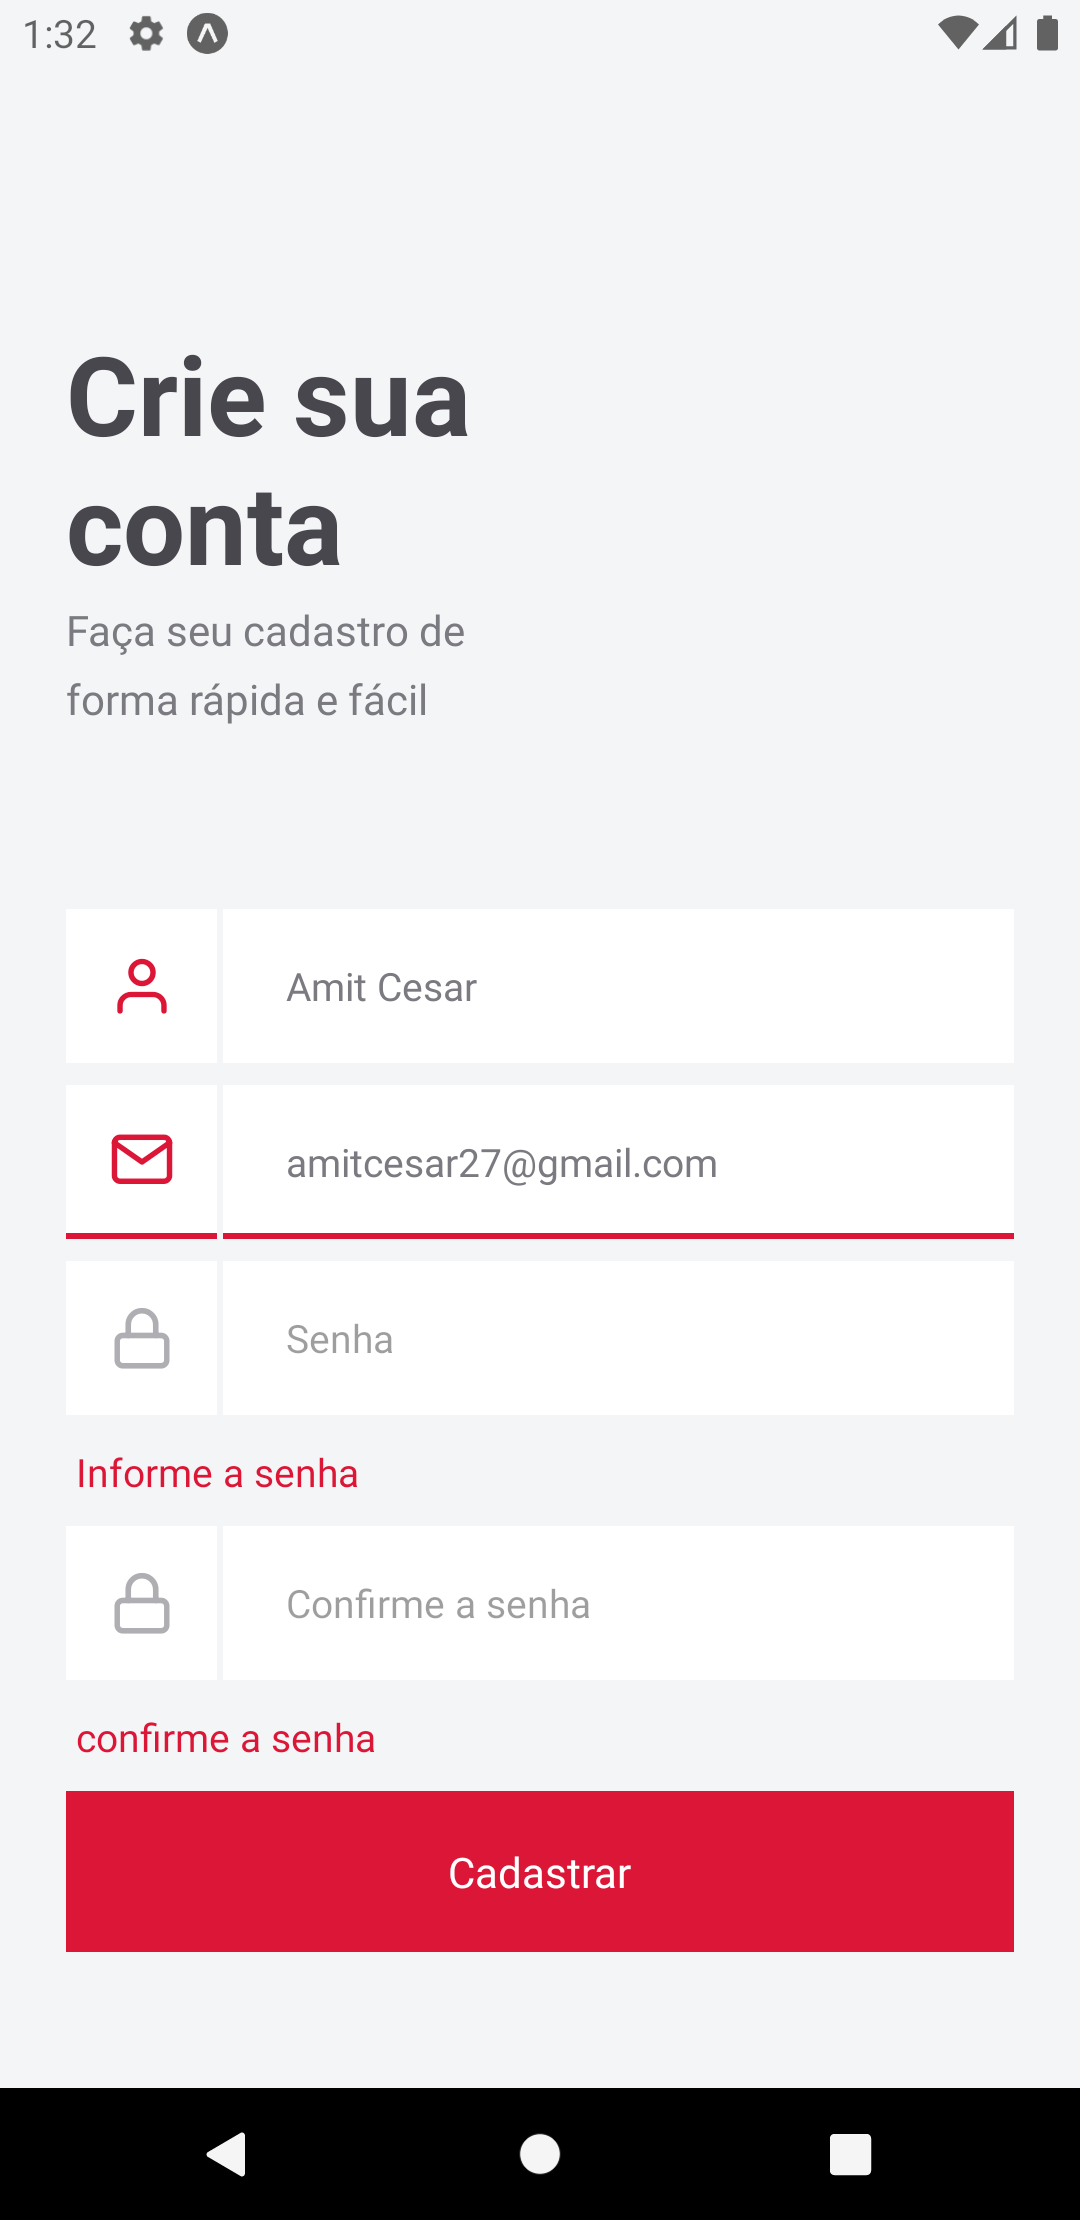 1:32
Crie sua
conta
Faça seu cadastro de
forma rápida e fácil
Amit Cesar
amitcesar27@gmail.com
Senha
Informe a senha
Confirme a senha
confirme a senha
Cadastrar